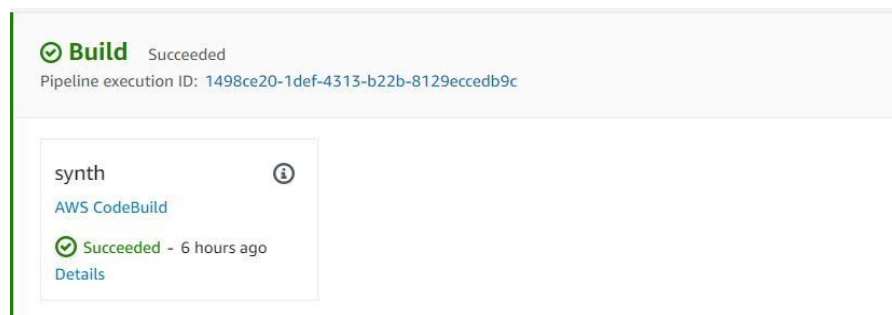 Build Succeeded
Pipeline execution ID: 1498ce20-1def-4313-b22b-8129eccedb9c
synth
AWS CodeBuild
Succeeded - 6 hours ago
Details